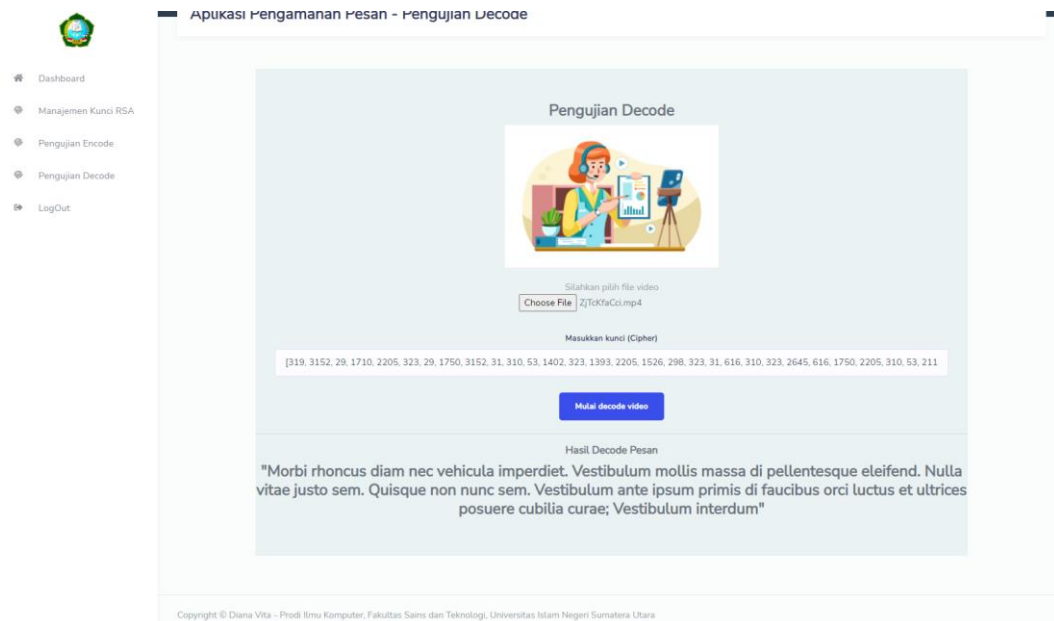 Aplikasi Pengamanan Pesan - Pengujian Decode
Dashboard
Manajemen Kunci RSA
Pengujian Encode
Pengujian Decode
LogOut
Pengujian Decode
Silahkan pilih file video
Choose File ZjTcKfaCci.mp4
Masukkan kunci (Cipher)
[319, 3152, 29, 1710, 2205, 323, 29, 1750, 3152, 31, 310, 53, 1402, 323, 1393, 2205, 1526, 298, 323, 31, 616, 310, 323, 2645, 616, 1750, 2205, 310, 53, 211
Mulai decode video
Hasil Decode Pesan
"Morbi rhoncus diam nec vehicula imperdiet. Vestibulum mollis massa di pellentesque eleifend. Nulla
vitae justo sem. Quisque non nunc sem. Vestibulum ante ipsum primis di faucibus orci luctus et ultrices
posuere cubilia curae; Vestibulum interdum"
Copyright © Diana Vita - Prodi Ilmu Komputer, Fakultas Sains dan Teknologi, Universitas Islam Negeri Sumatera Utara